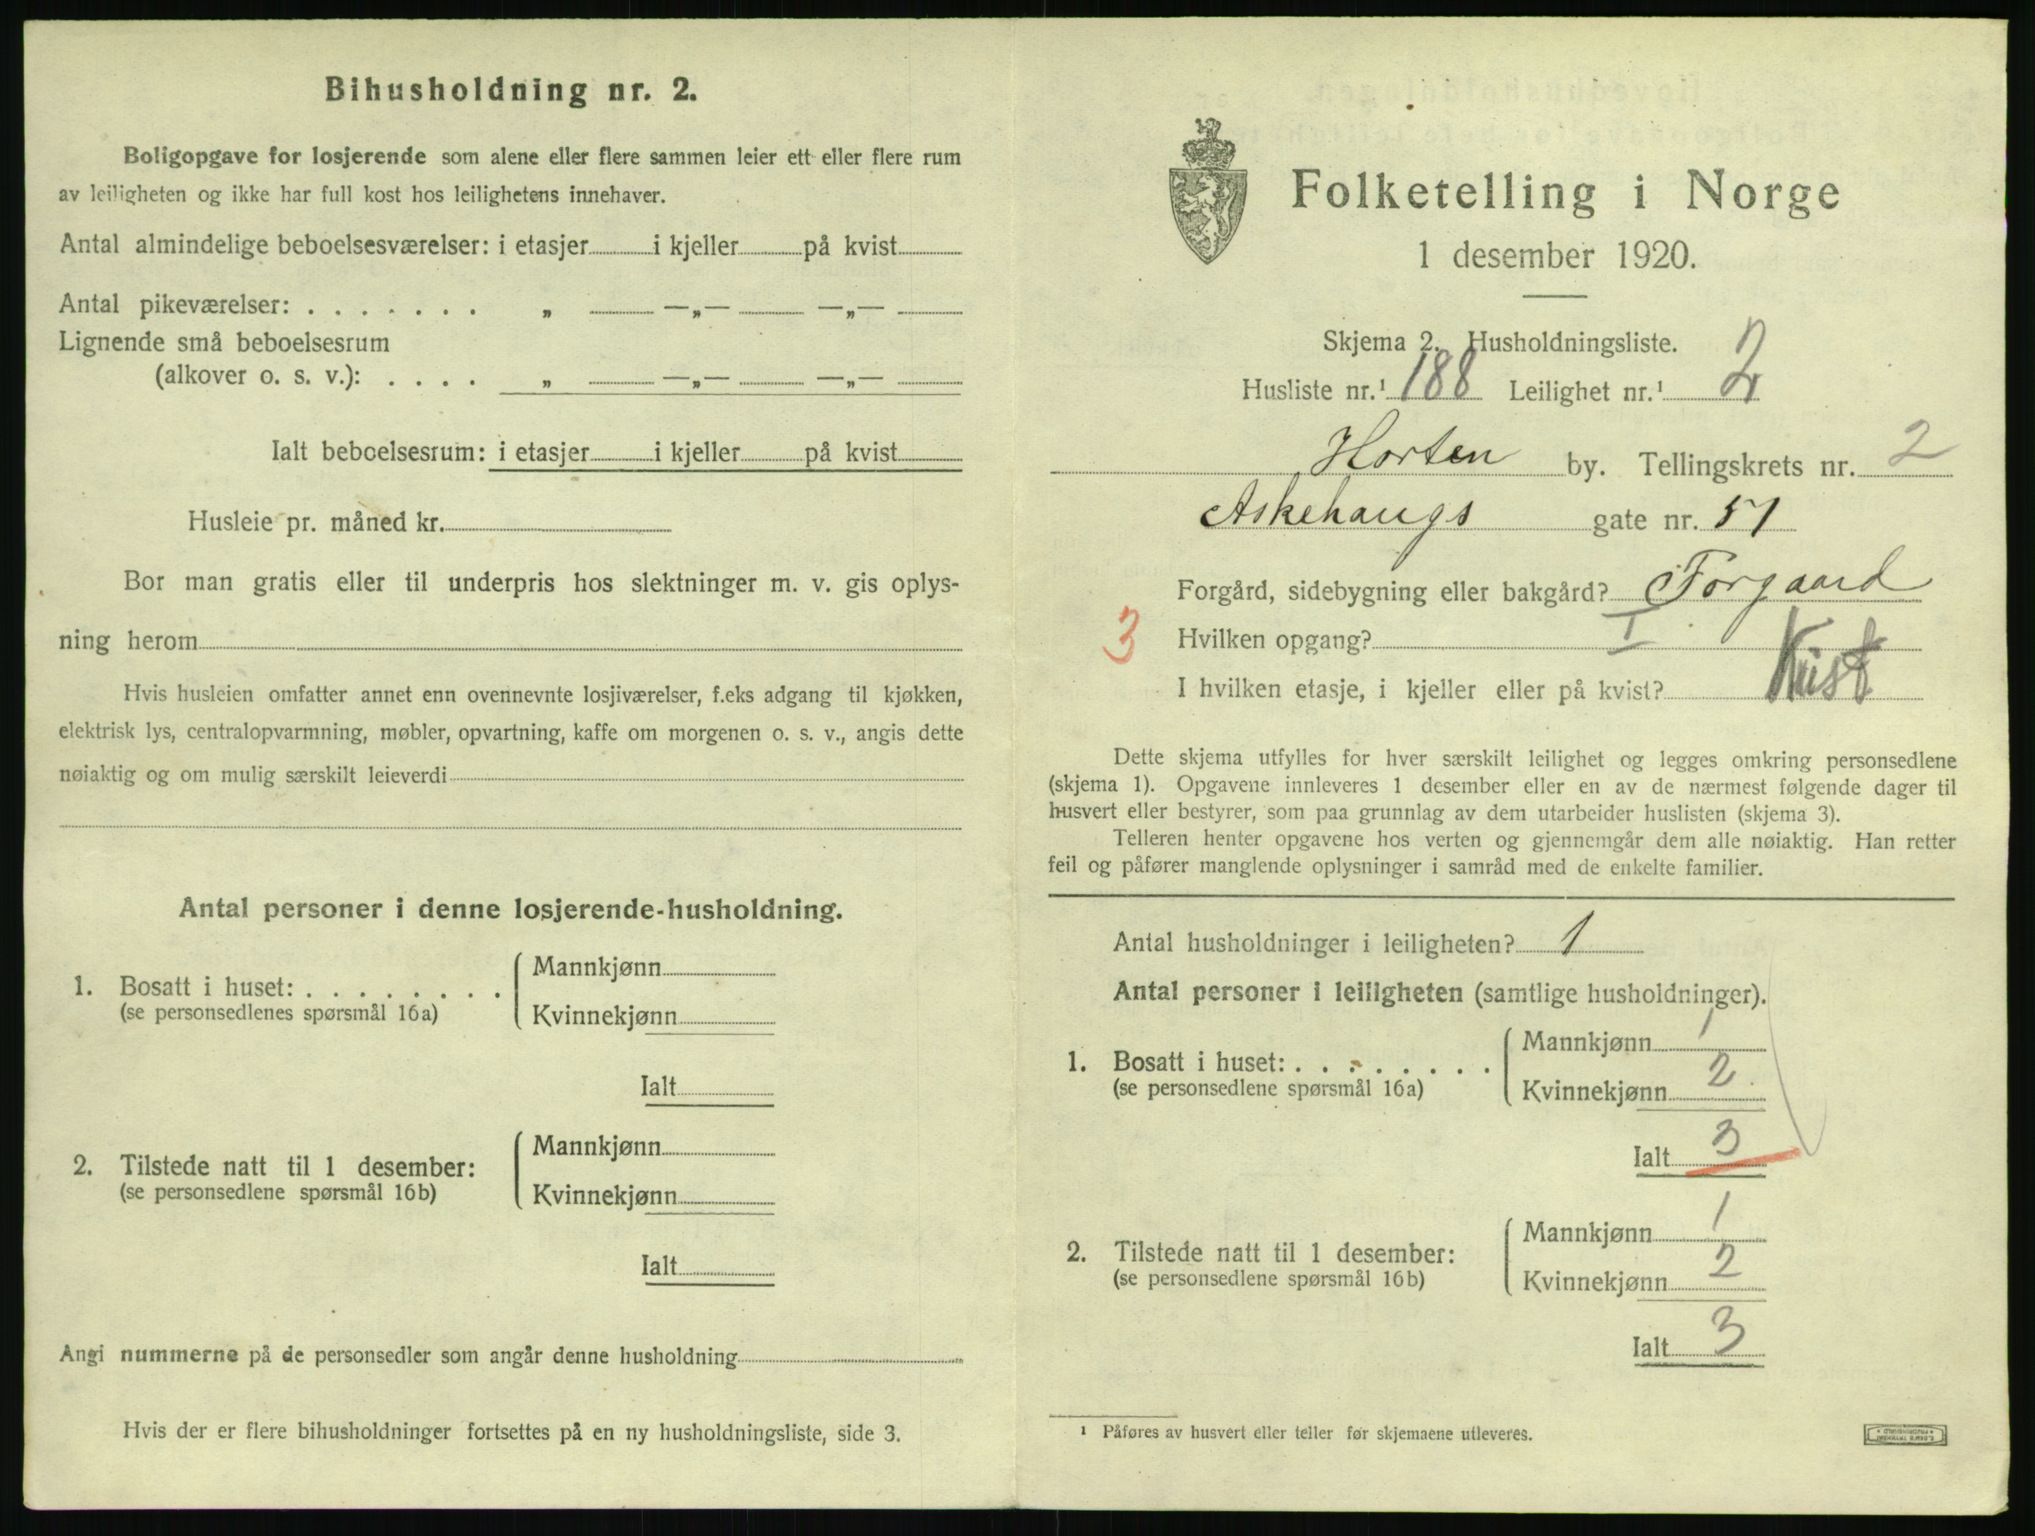 Bihusholdning nr. 2.
Boligopgave for losjerende som alene eller flere sammen leier ett eller flere rum
av leiligheten og ikke har full kost hos leilighetens innehaver.
Antal almindelige beboelsesværelser: i etasjer i kjeller på kvist
Antal pikeværelser: . . . . . . . „ —„— —„—
Lignende små beboelsesrum
(alkover o. s. v.): . . . . „ —„— —„—
Ialt beboelsesrum: i etasjer i kjeller på kvist
Husleie pr. måned kr.
Bor man gratis eller til underpris hos slektninger m. v. gis oplys-
ning herom
Hvis husleien omfatter annet enn ovennevnte losjiværelser, f.eks adgang til kjøkken,
elektrisk lys, centralopvarmning, møbler, opvartning, kaffe om morgenen o. s. v., angis dette
nøiaktig og om mulig særskilt leieverdi
Antal personer i denne losjerende-husholdning.
1. Bosatt i huset: . . . . . . . . Mannkjønn
(se personsedlenes spørsmål 16a) Kvinnekjønn
Ialt
2. Tilstede natt til 1 desember: Mannkjønn
(se personsedlene spørsmål 16b) Kvinnekjønn
Ialt
Angi nummerne på de personsedler som angår denne husholdning
Hvis der er flere bihusholdninger fortsettes på en ny husholdningsliste, side 3.
Folketelling i Norge
1 desember 1920.
Skjema 2. Husholdningsliste.
Husliste nr.¹ 188 Leilighet nr.¹ 2
Horten by. Tellingskrets nr. 2
Askehaugs gate nr. 51
Forgård, sidebygning eller bakgård? Forgaard
3 Hvilken opgang? I
I hvilken etasje, i kjeller eller på kvist? Kvist
Dette skjema utfylles for hver særskilt leilighet og legges omkring personsedlene
(skjema 1). Opgavene innleveres 1 desember eller en av de nærmest følgende dager til
husvert eller bestyrer, som paa grunnlag av dem utarbeider huslisten (skjema 3).
Telleren henter opgavene hos verten og gjennemgår dem alle nøiaktig. Han retter
feil og påfører manglende oplysninger i samråd med de enkelte familier.
Antal husholdninger i leiligheten? 1
Antal personer i leiligheten (samtlige husholdninger).
1. Bosatt i huset: . . . . . . . . Mannkjønn 1
(se personsedlene spørsmål 16a) Kvinnekjønn 2
Ialt 3
2. Tilstede natt til 1 desember: Mannkjønn 1
(se personsedlene spørsmål 16b) Kvinnekjønn 2
Ialt 3
¹ Påføres av husvert eller teller før skjemaene utleveres.